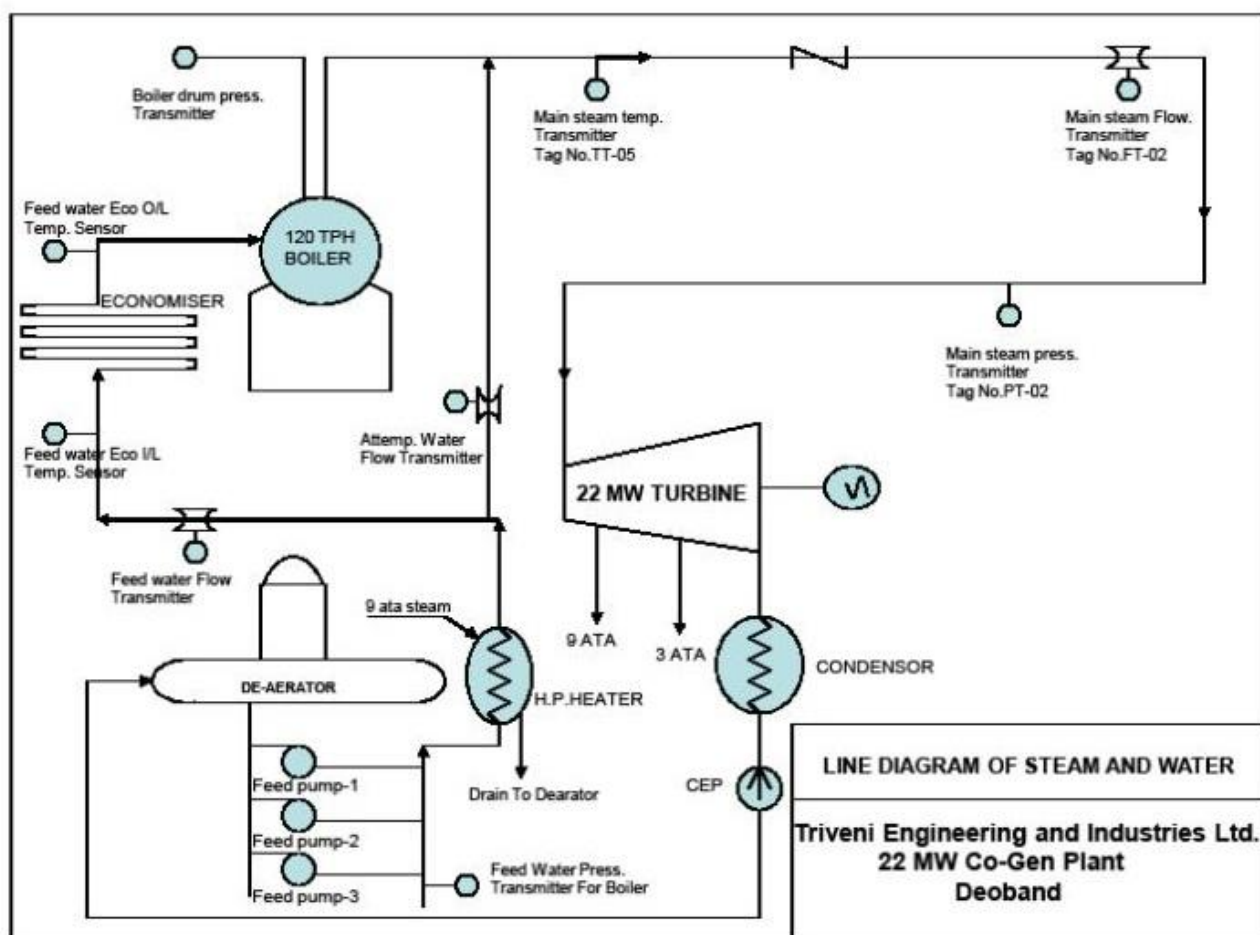 Boiler drum press.
Transmitter
Main steam temp.
Transmitter
Tag No.TT-05
Main steam Flow.
Transmitter
Tag No.FT-02
Feed water Eco O/L
Temp. Sensor
120 TPH
BOILER
ECONOMISER
Main steam press.
Transmitter
Tag No.PT-02
Attemp. Water
Flow Transmitter
Feed water Eco I/L
Temp. Sensor
22 MW TURBINE
Feed water Flow
Transmitter
9 ata steam
9 ATA
3 ATA
CONDENSOR
DE-AERATOR
H.P.HEATER
Feed pump-1
Drain To Dearator
CEP
Feed pump-2
Feed Water Press.
Transmitter For Boiler
Feed pump-3
LINE DIAGRAM OF STEAM AND WATER
Triveni Engineering and Industries Ltd.
22 MW Co-Gen Plant
Deoband